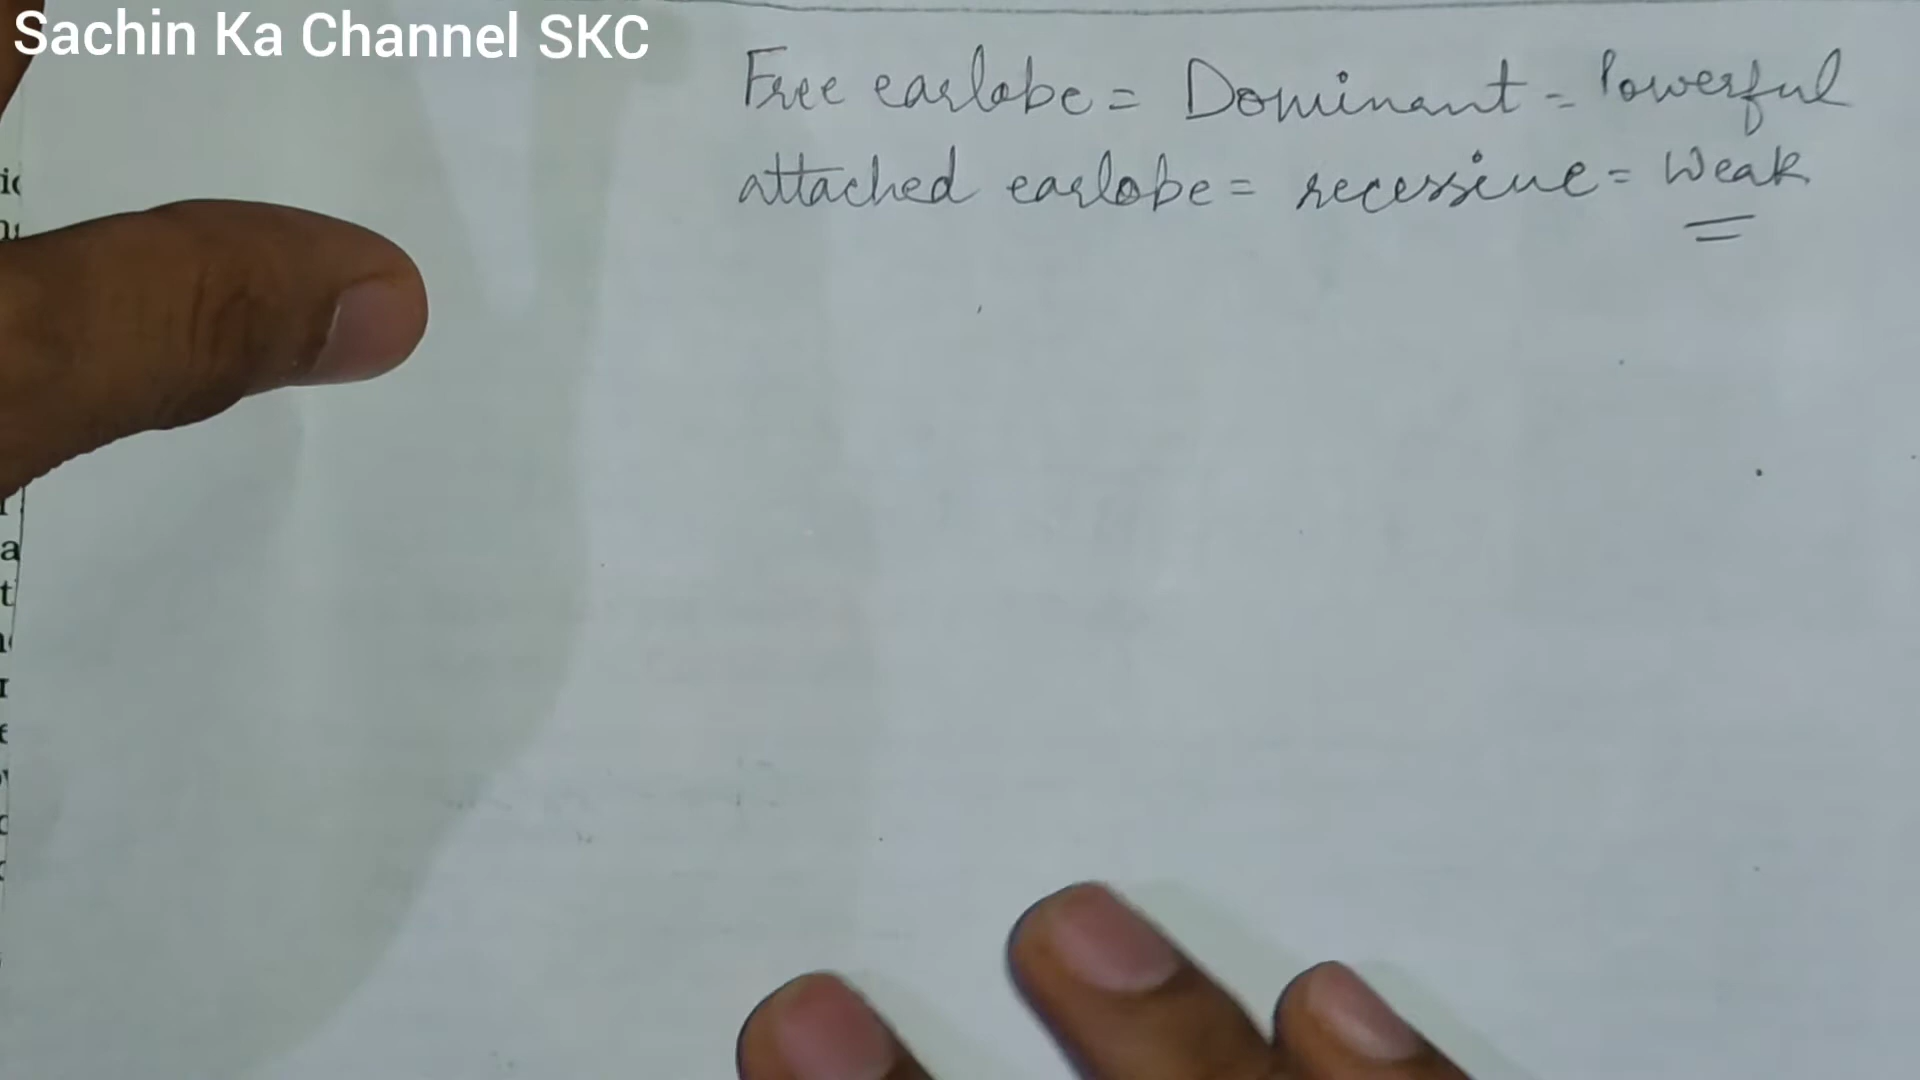 Sachin Ka Channel SKC
Free earlobe = Dominant = Powerful
attached earlobe = recessive = Weak